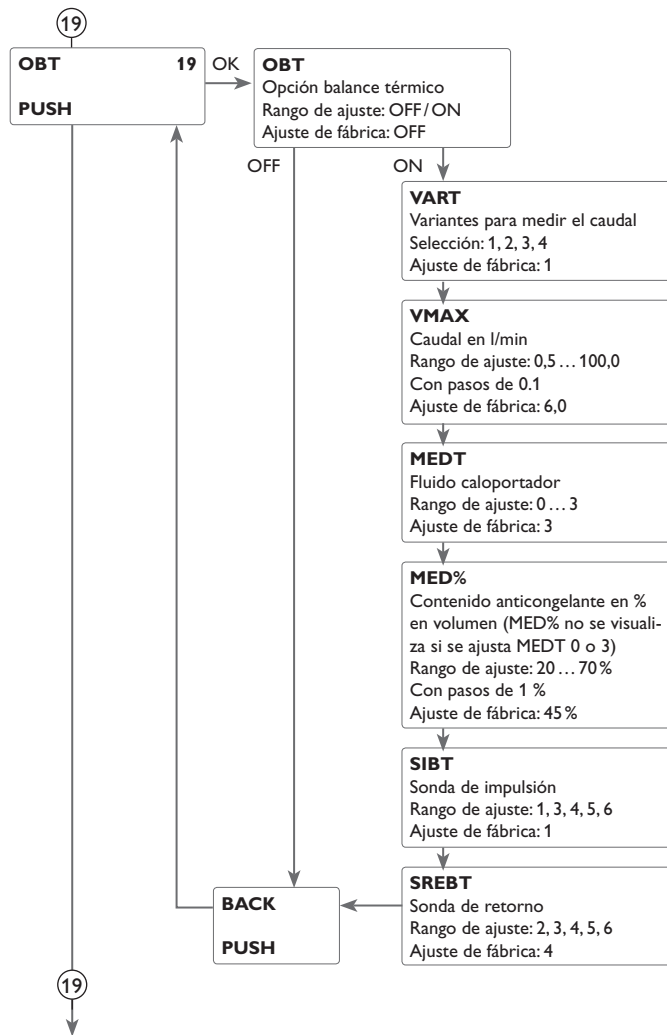 19
OBT 19
PUSH
OK
OBT
Opción balance térmico
Rango de ajuste: OFF/ON
Ajuste de fábrica: OFF
OFF
ON
VART
Variantes para medir el caudal
Selección: 1, 2, 3, 4
Ajuste de fábrica: 1
VMAX
Caudal en l/min
Rango de ajuste: 0,5 … 100,0
Con pasos de 0.1
Ajuste de fábrica: 6,0
MEDT
Fluido caloportador
Rango de ajuste: 0 … 3
Ajuste de fábrica: 3
MED%
Contenido anticongelante en %
en volumen (MED% no se visuali-
za si se ajusta MEDT 0 o 3)
Rango de ajuste: 20 … 70 %
Con pasos de 1 %
Ajuste de fábrica: 45 %
SIBT
Sonda de impulsión
Rango de ajuste: 1, 3, 4, 5, 6
Ajuste de fábrica: 1
SREBT
Sonda de retorno
Rango de ajuste: 2, 3, 4, 5, 6
Ajuste de fábrica: 4
BACK
PUSH
19